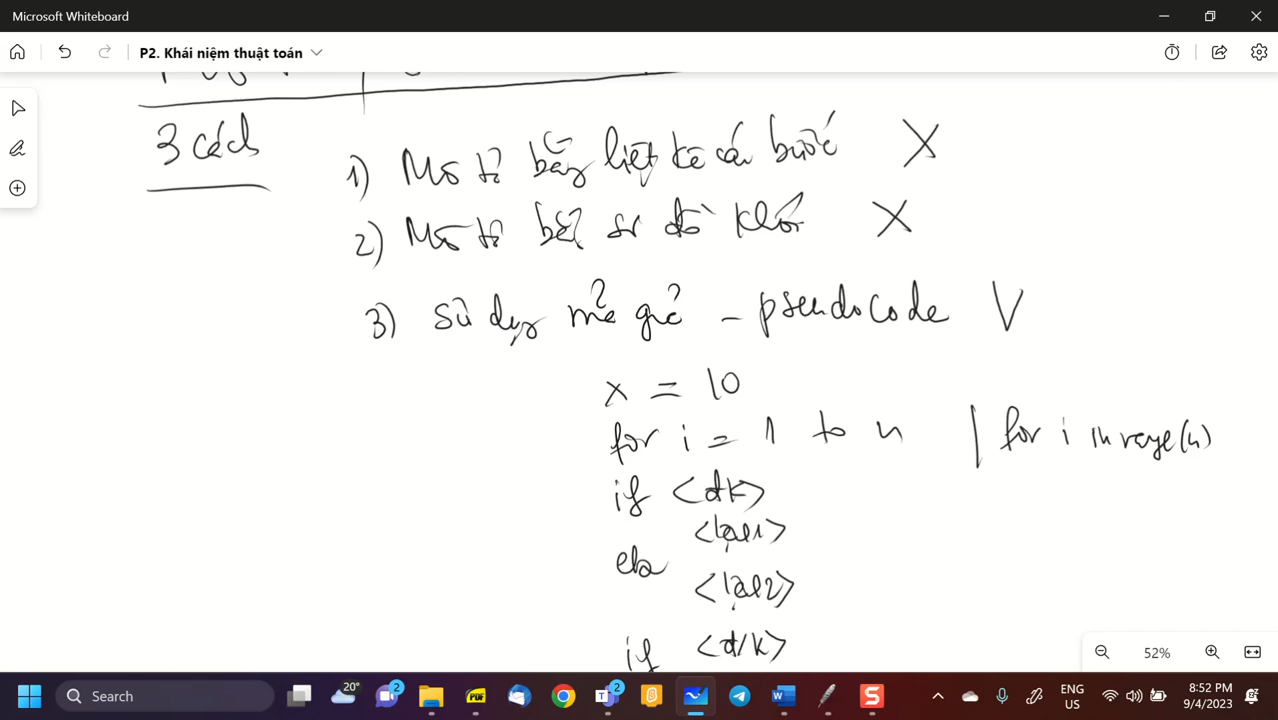 Microsoft Whiteboard
P2. Khái niệm thuật toán
3 cách
1) Mô tả bằng liệt kê các bước X
2) Mô tả bằng sơ đồ khối X
3) Sử dụng mã giả - pseudocode V
x = 10
for i = 1 to n | for i in range(n)
if <đk>
<lệnh1>
else
<lệnh2>
if <đ/k>
52%
Search
20°
2
2
ENG
US
8:52 PM
9/4/2023